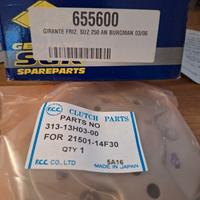 655600
GIRANTE FRIZ. SUZ 250 AN BURGMAN 03/06
GE
SGR
SPAREPARTS
F.C.C.
CLUTCH PARTS
PARTS NO
313-13H03-00
FOR 21501-14F30
QTY 1
5A16
F.C.C. CO., LTD
MADE IN JAPAN